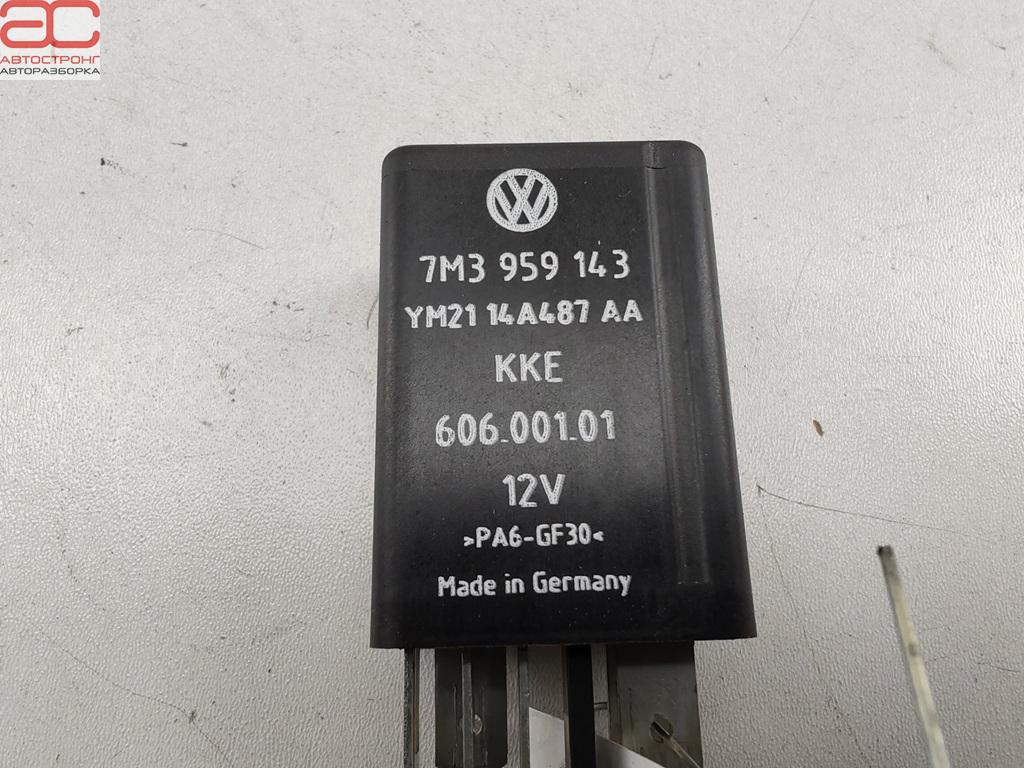 АС
АВТОСТРОНГ
АВТОРАЗБОРКА
VW
7M3 959 143
YM21 14A487 AA
KKE
606.001.01
12V
>PA6-GF30<
Made in Germany